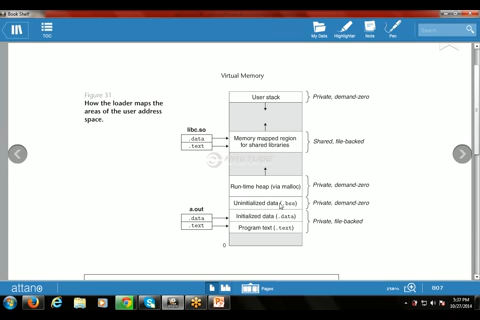 Book Shelf
TOC
My Data
Highlighter
Note
Pen
Search
Virtual Memory
Figure 31
How the loader maps the
areas of the user address
space.
User stack
Private, demand-zero
libc.so
.data
.text
Memory mapped region
for shared libraries
Shared, file-backed
Run-time heap (via malloc)
Private, demand-zero
Uninitialized data (.bss)
Private, demand-zero
a.out
.data
.text
Initialized data (.data)
Program text (.text)
Private, file-backed
0
attano
Pages
807
5:37 PM
10/27/2014